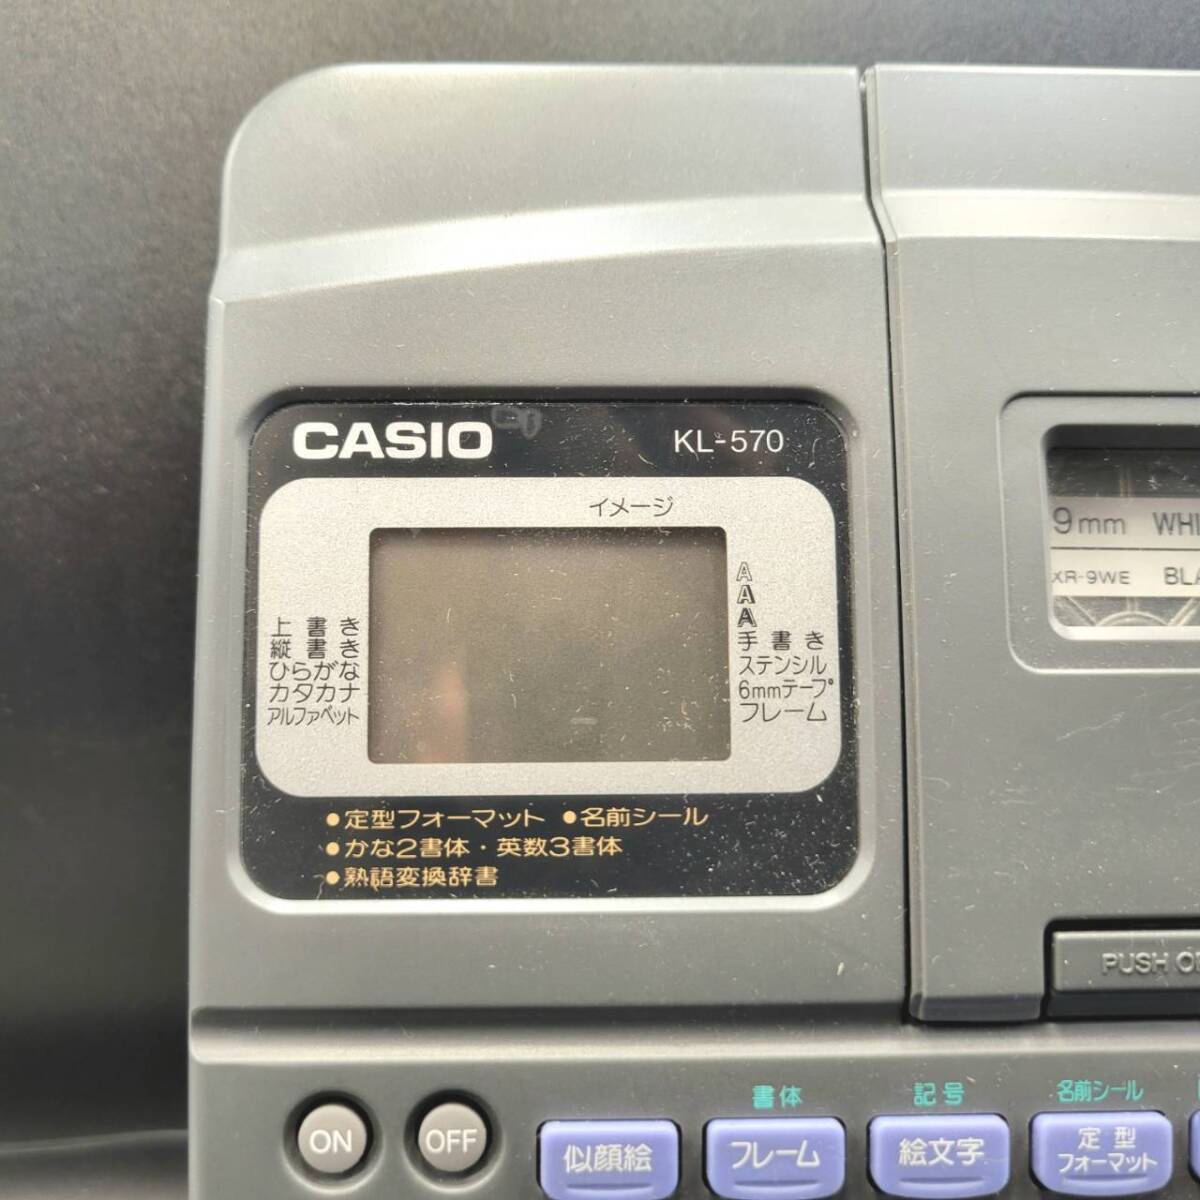 CASIO KL-570
イメージ
上書き
縦書き
ひらがな
カタカナ
アルファベット
A
A
A
手書き
ステンシル
6mmテープ
フレーム
●定型フォーマット ●名前シール
●かな2書体・英数3書体
●熟語変換辞書
9mm
XR-9WE
PUSH
書体 記号 名前シール
ON OFF 似顔絵 フレーム 絵文字 定型
フォーマット